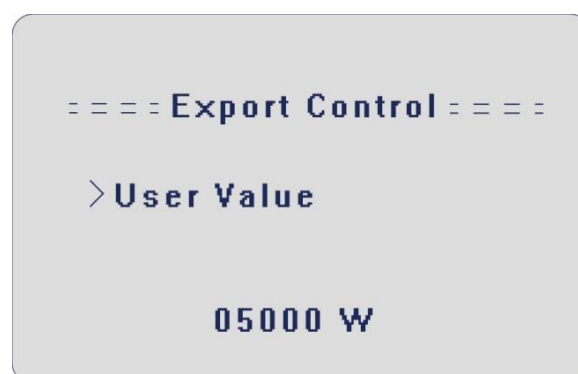 ==== Export Control ====
>User Value
05000 W